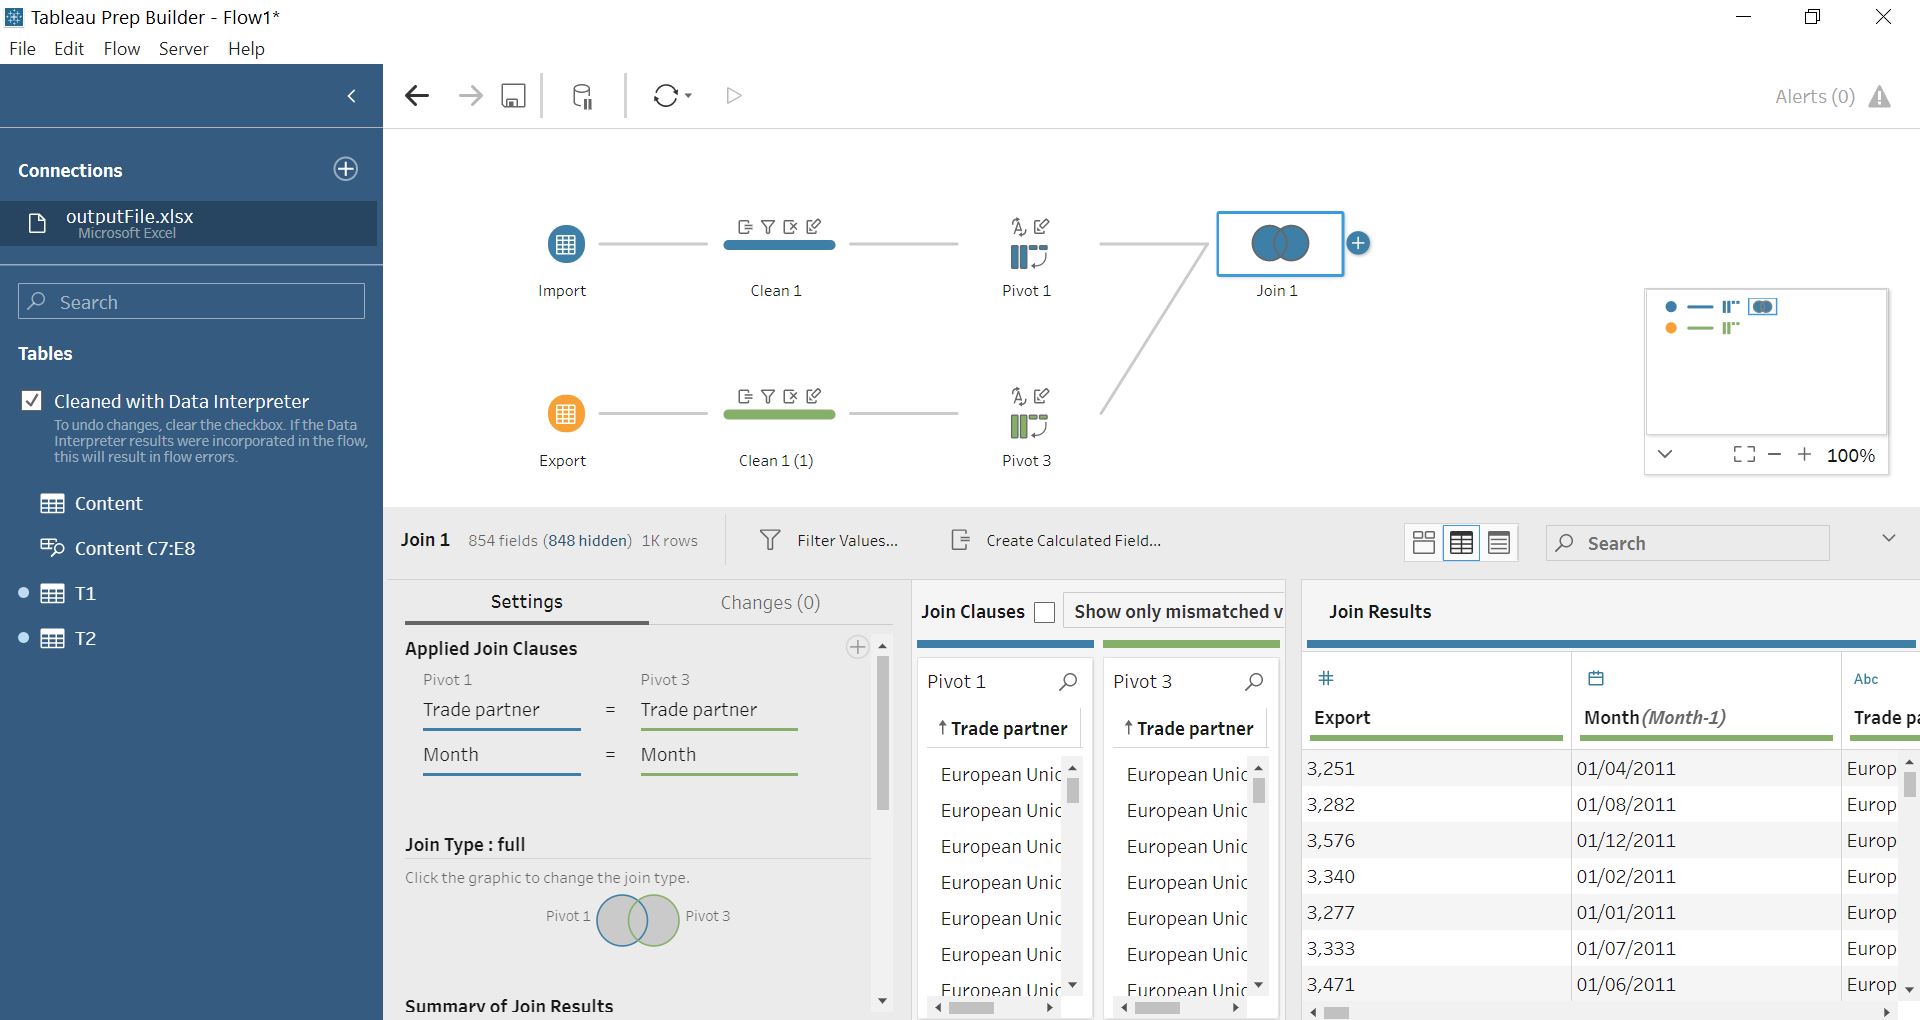 Tableau Prep Builder - Flow1*
File Edit Flow Server Help
Alerts (0)
Connections
outputFile.xlsx
Microsoft Excel
Search
Tables
Cleaned with Data Interpreter
To undo changes, clear the checkbox. If the Data
Interpreter results were incorporated in the flow,
this will result in flow errors.
Content
Content C7:E8
T1
T2
Import
Clean 1
Pivot 1
Join 1
Export
Clean 1 (1)
Pivot 3
100%
Join 1 854 fields (848 hidden) 1K rows
Filter Values...
Create Calculated Field...
Search
Settings
Changes (0)
Applied Join Clauses
Pivot 1 Pivot 3
Trade partner = Trade partner
Month = Month
Join Type : full
Click the graphic to change the join type.
Pivot 1 Pivot 3
Summary of Join Results
Join Clauses
Show only mismatched v
Pivot 1
Trade partner
European Unic
European Unic
European Unic
European Unic
European Unic
European Unic
European Unic
Pivot 3
Trade partner
European Unic
European Unic
European Unic
European Unic
European Unic
European Unic
European Unic
Join Results
# Abc
Export Month (Month-1) Trade pa
3,251 01/04/2011 Europ
3,282 01/08/2011 Europ
3,576 01/12/2011 Europ
3,340 01/02/2011 Europ
3,277 01/01/2011 Europ
3,333 01/07/2011 Europ
3,471 01/06/2011 Europ